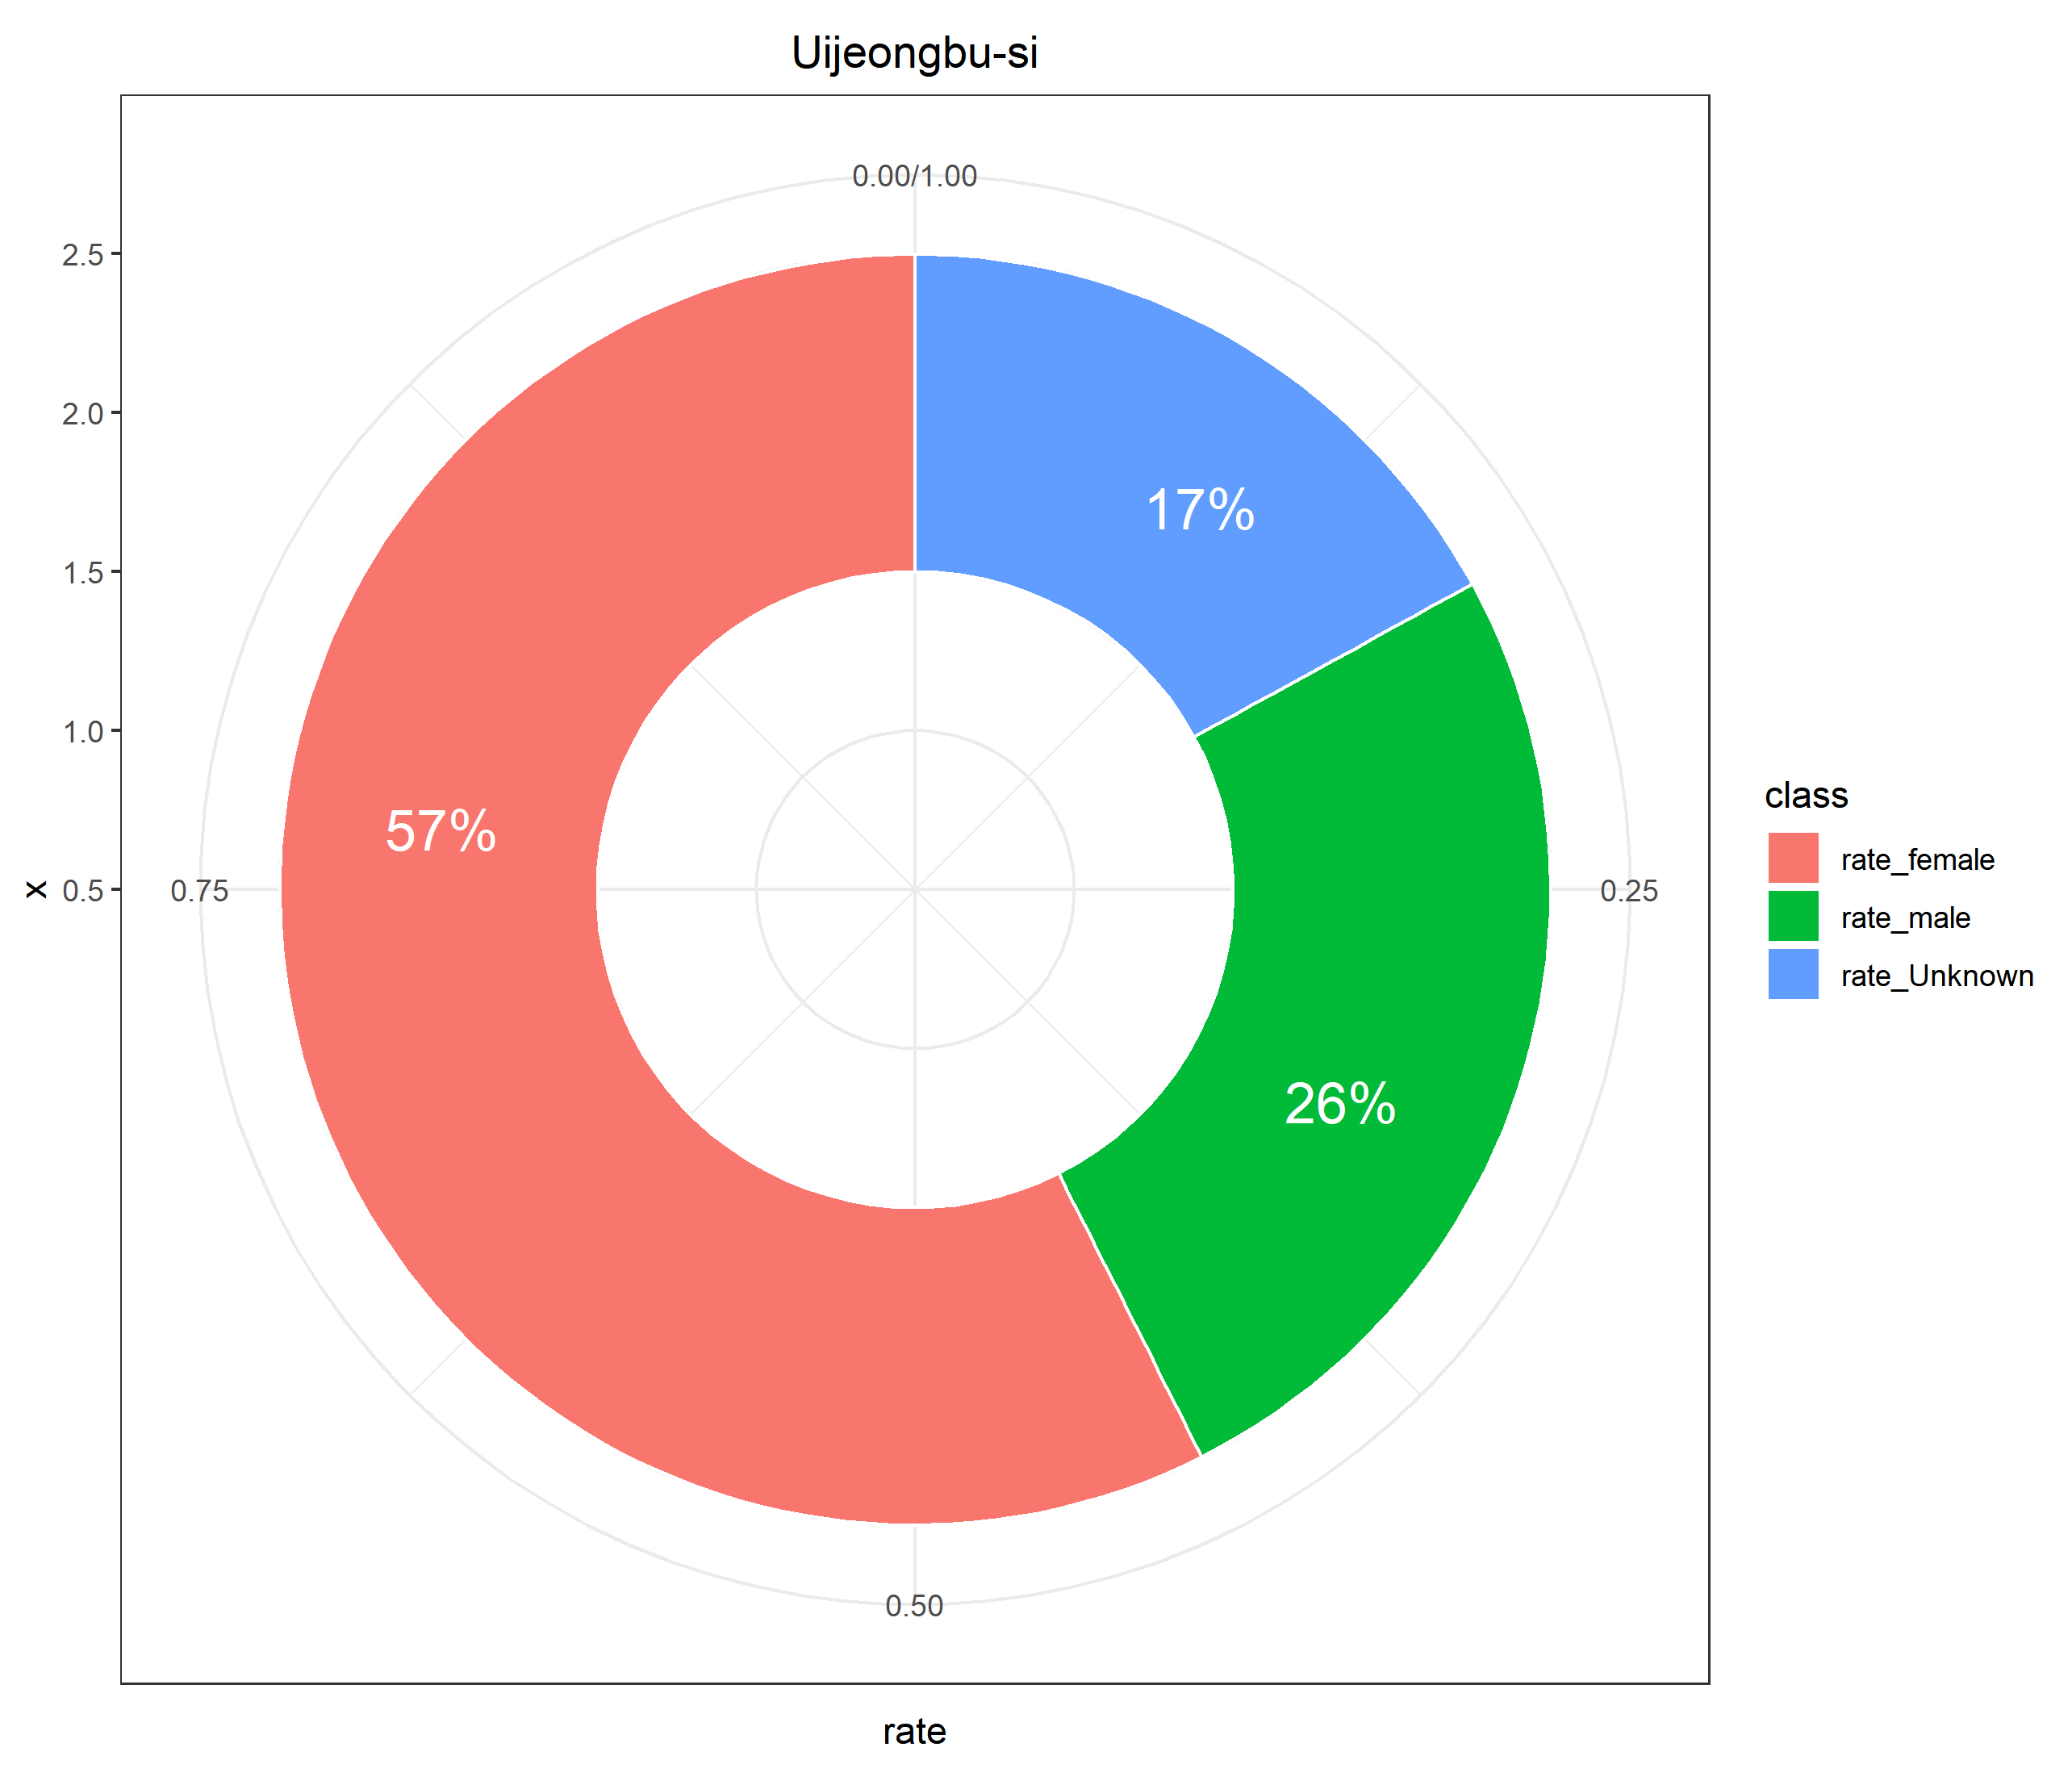 Uijeongbu-si
0.00/1.00
2.5
2.0
1.5
1.0
0.5
x
0.75
0.25
0.50
17%
57%
26%
rate
class
rate_female
rate_male
rate_Unknown